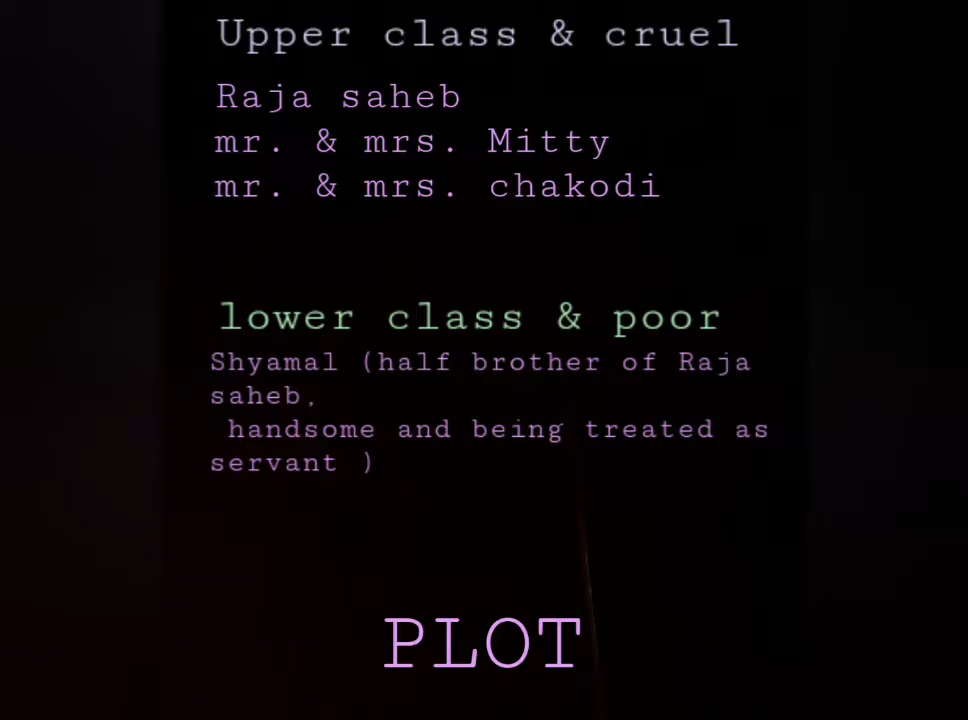 Upper class & cruel
Raja saheb
mr. & mrs. Mitty
mr. & mrs. chakodi
lower class & poor
Shyamal (half brother of Raja
saheb,
handsome and being treated as
servant )
PLOT